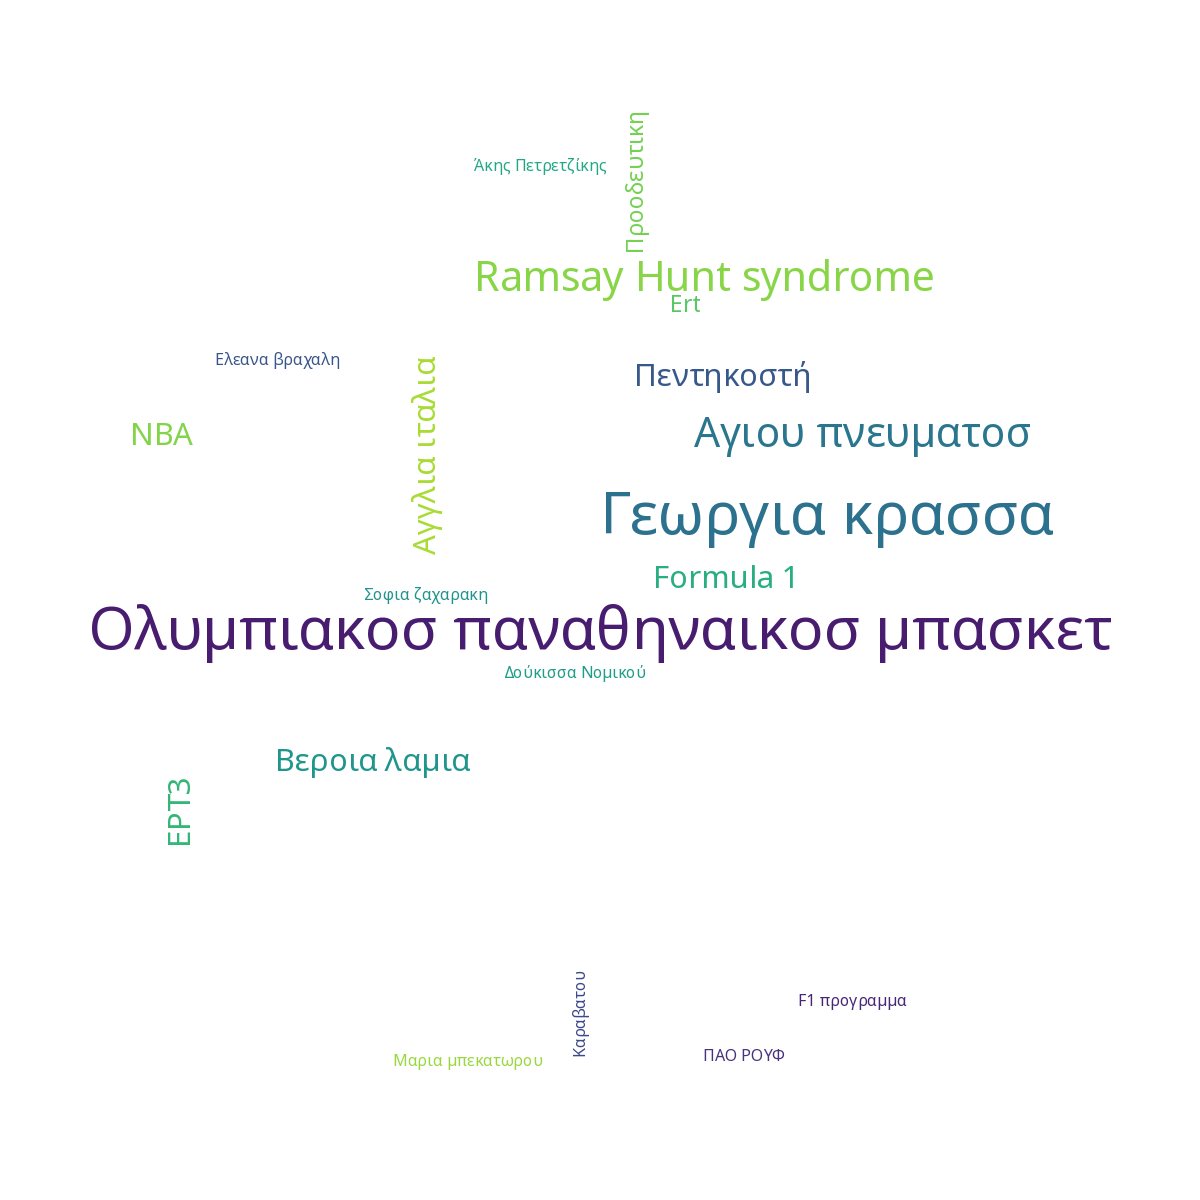 Προοδευτικη
Άκης Πετρετζίκης
Ramsay Hunt syndrome
Ert
Ελεανα βραχαλη
Αγγλια ιταλια
Πεντηκοστή
NBA
Αγιου πνευματοσ
Γεωργια κρασσα
Formula 1
Σοφια ζαχαρακη
Ολυμπιακοσ παναθηναικοσ μπασκετ
Δούκισσα Νομικού
Βεροια λαμια
ΕΡΤ3
Καραβατου
F1 προγραμμα
ΠΑΟ ΡΟΥΦ
Μαρια μπεκατωρου